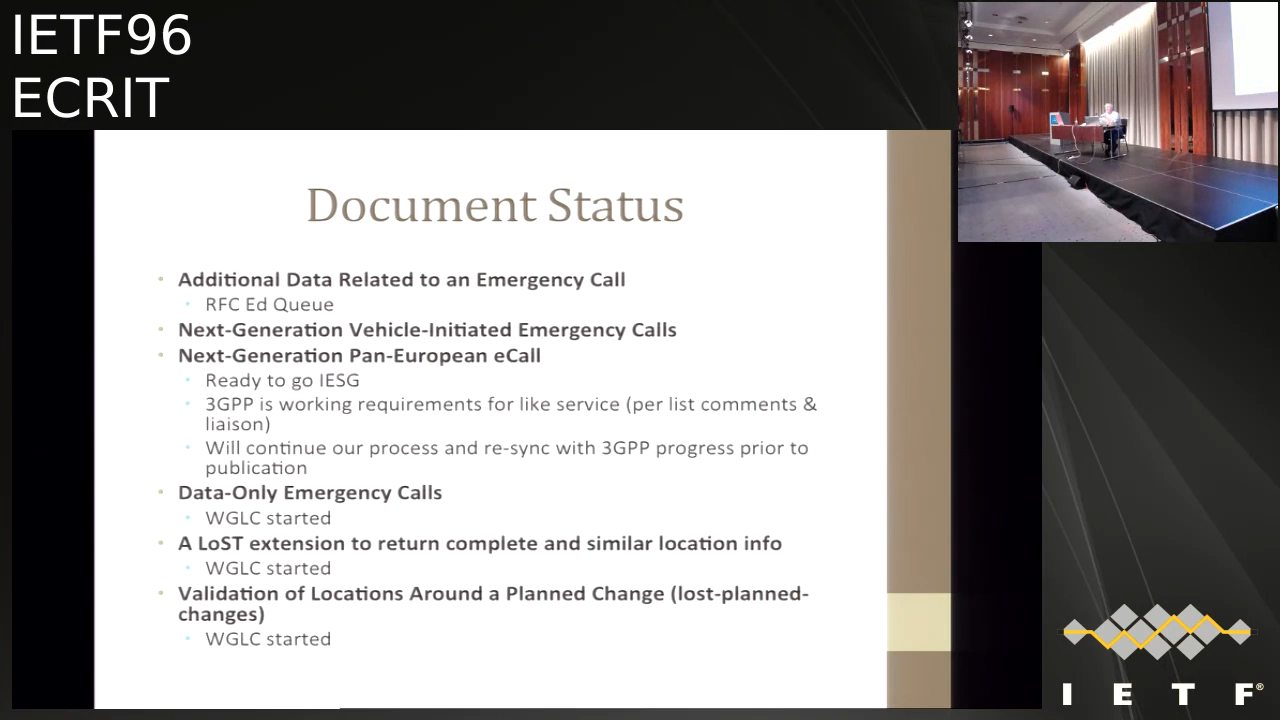 IETF96
ECRIT
Document Status
• Additional Data Related to an Emergency Call
• RFC Ed Queue
• Next-Generation Vehicle-Initiated Emergency Calls
• Next-Generation Pan-European eCall
• Ready to go IESG
• 3GPP is working requirements for like service (per list comments &
liaison)
• Will continue our process and re-sync with 3GPP progress prior to
publication
• Data-Only Emergency Calls
• WGLC started
• A LoST extension to return complete and similar location info
• WGLC started
• Validation of Locations Around a Planned Change (lost-planned-
changes)
• WGLC started
I E T F®